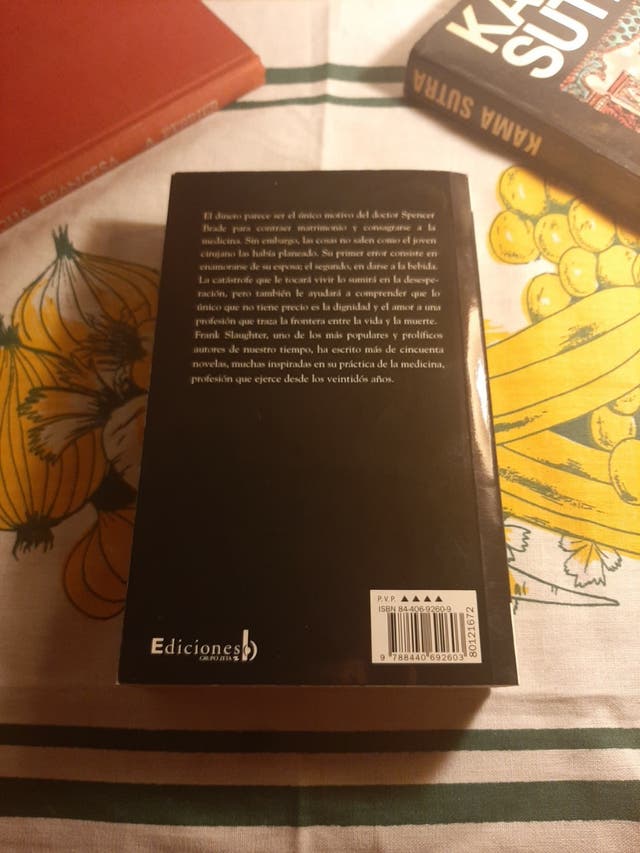 KA
SUT
KAMA SUTRA
FRANCESA
El dinero parece ser el único motivo del doctor Spencer
Brade para contraer matrimonio y consagrarse a la
medicina. Sin embargo, las cosas no salen como el joven
cirujano las había planeado. Su primer error consiste en
enamorarse de su esposa; el segundo, en darse a la bebida.
La catástrofe que le tocará vivir lo sumirá en la deses-
peración, pero también le ayudará a comprender que lo
único que no tiene precio es la dignidad y el amor a una
profesión que traza la frontera entre la vida y la muerte.
Frank Slaughter, uno de los más populares y prolíficos
autores de nuestro tiempo, ha escrito más de cincuenta
novelas, muchas inspiradas en su práctica de la medicina,
profesión que ejerce desde los veintidós años.
P.V.P. ▲▲▲▲
ISBN 84-406-9260-9
9 788440 692603
80121672
Ediciones b
GRUPO ZETA